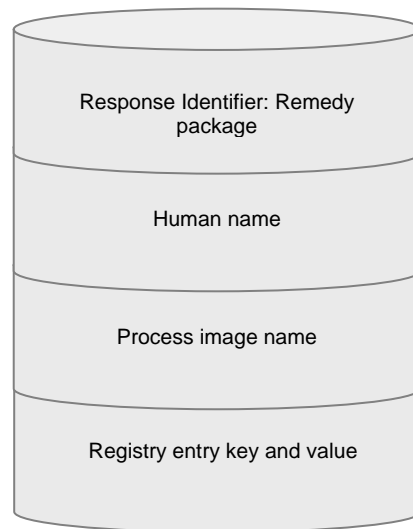 Response Identifier: Remedy
package
Human name
Process image name
Registry entry key and value